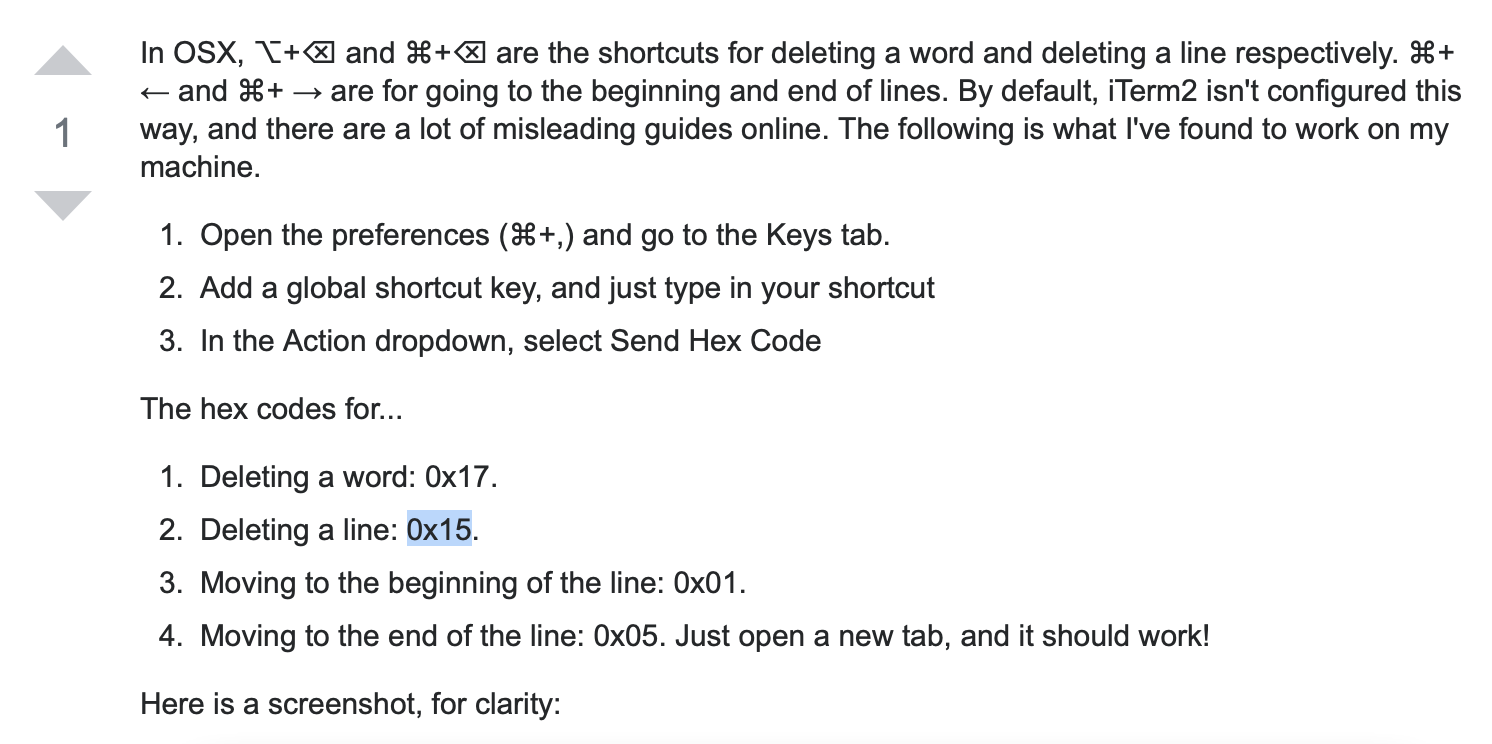 In OSX, ⌥+⌫ and ⌘+⌫ are the shortcuts for deleting a word and deleting a line respectively. ⌘+
← and ⌘+ → are for going to the beginning and end of lines. By default, iTerm2 isn't configured this
1
way, and there are a lot of misleading guides online. The following is what I've found to work on my
machine.
1. Open the preferences (⌘+,) and go to the Keys tab.
2. Add a global shortcut key, and just type in your shortcut
3. In the Action dropdown, select Send Hex Code
The hex codes for...
1. Deleting a word: 0x17.
2. Deleting a line: 0x15.
3. Moving to the beginning of the line: 0x01.
4. Moving to the end of the line: 0x05. Just open a new tab, and it should work!
Here is a screenshot, for clarity: